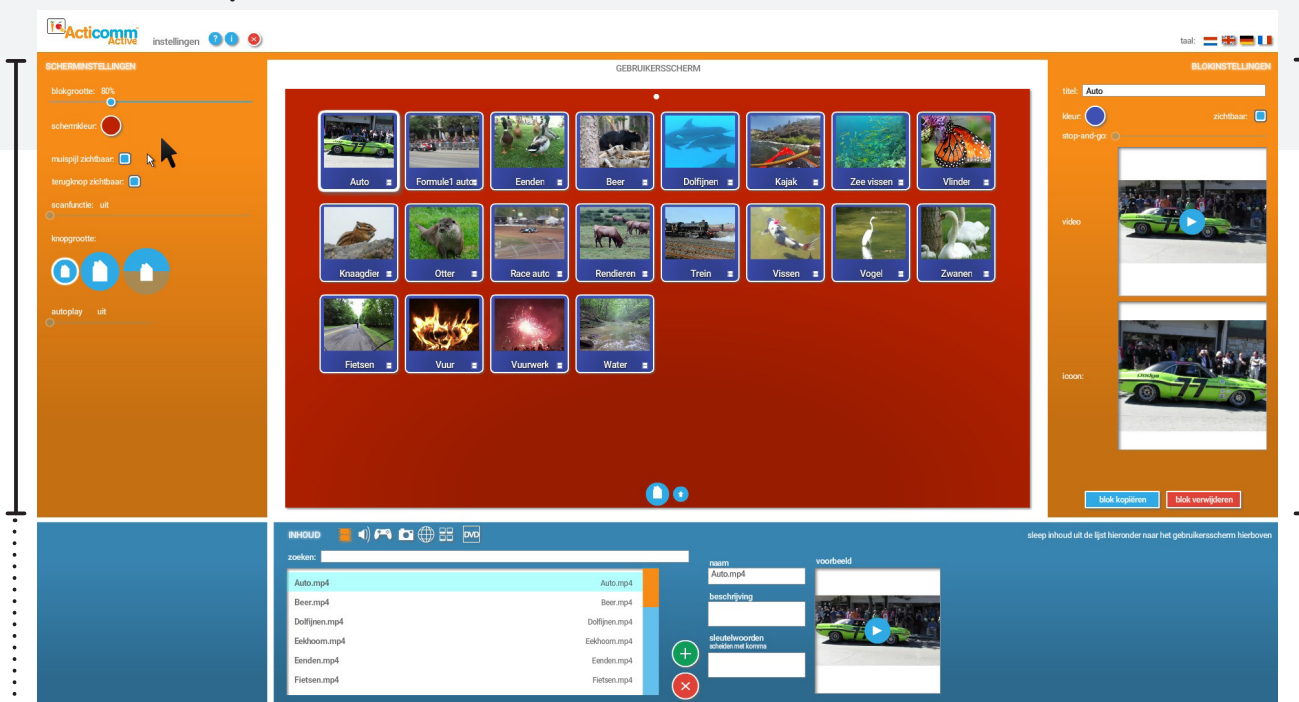 Acticomm
Active
instellingen ? i
taal:
SCHERMINSTELLINGEN
blokgrootte: 80%
schermkleur:
muispijl zichtbaar:
terugknop zichtbaar:
scanfunctie: uit
knopgrootte:
autoplay uit
GEBRUIKERSSCHERM
Auto
Formule1 auto
Eenden
Beer
Dolfijnen
Kajak
Zee vissen
Vlinder
Knaagdier
Otter
Race auto
Rendieren
Trein
Vissen
Vogel
Zwanen
Fietsen
Vuur
Vuurwerk
Water
BLOKINSTELLINGEN
titel: Auto
kleur:
zichtbaar:
stop-and-go:
video
77
icoon:
Dodge
77
blok kopiëren
blok verwijderen
INHOUD
DVD
sleep inhoud uit de lijst hieronder naar het gebruikersscherm hierboven
zoeken:
Auto.mp4 Auto.mp4
Beer.mp4 Beer.mp4
Dolfijnen.mp4 Dolfijnen.mp4
Eekhoorn.mp4 Eekhoorn.mp4
Eenden.mp4 Eenden.mp4
Fietsen.mp4 Fietsen.mp4
naam
Auto.mp4
beschrijving
sleutelwoorden
scheiden met komma
voorbeeld